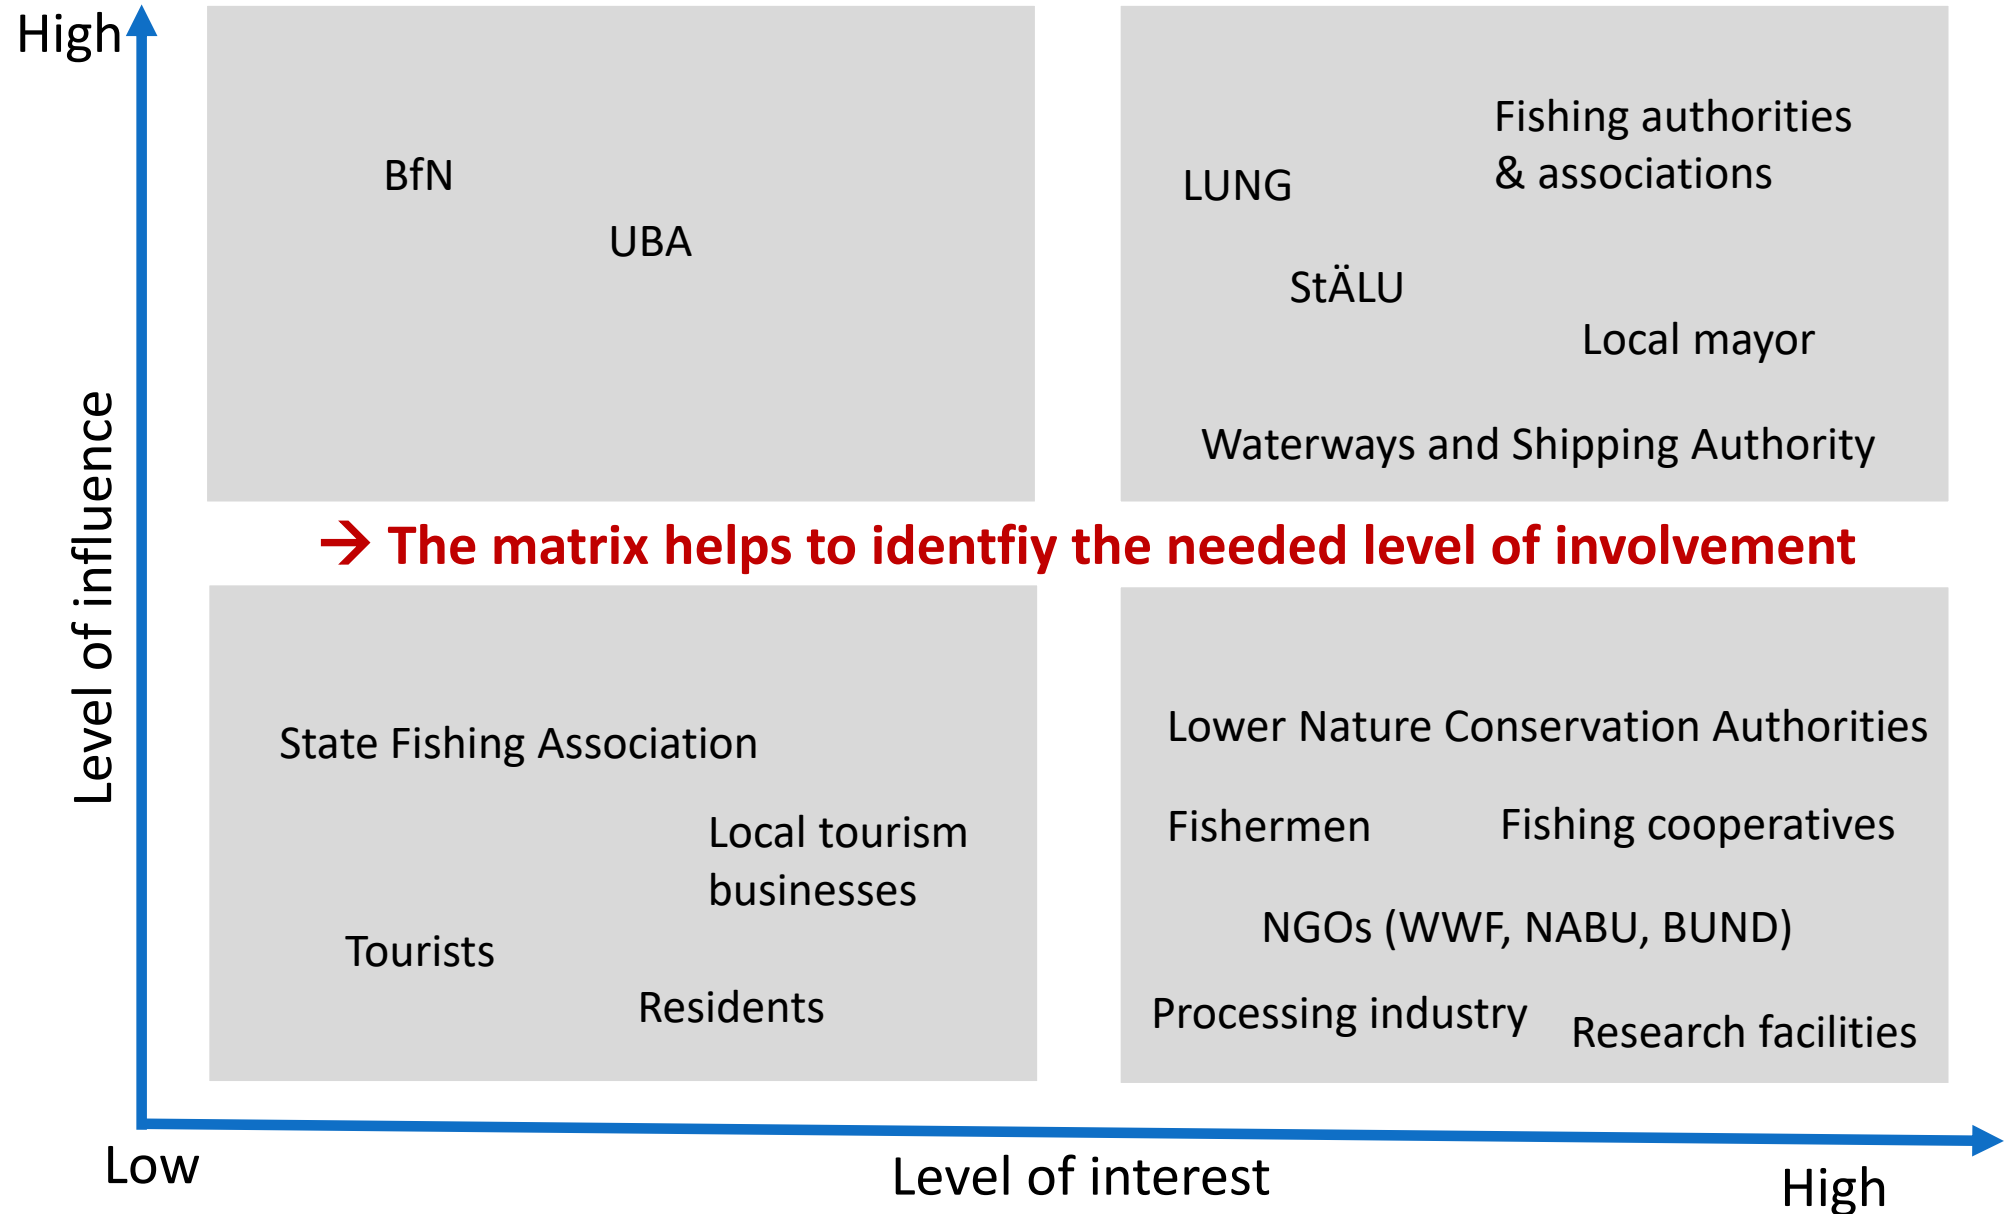 High
BfN
UBA
LUNG
Fishing authorities
& associations
StÄLU
Local mayor
Waterways and Shipping Authority
Level of influence
→ The matrix helps to identfiy the needed level of involvement
State Fishing Association
Local tourism
businesses
Tourists
Residents
Lower Nature Conservation Authorities
Fishermen
Fishing cooperatives
NGOs (WWF, NABU, BUND)
Processing industry
Research facilities
Low
Level of interest
High